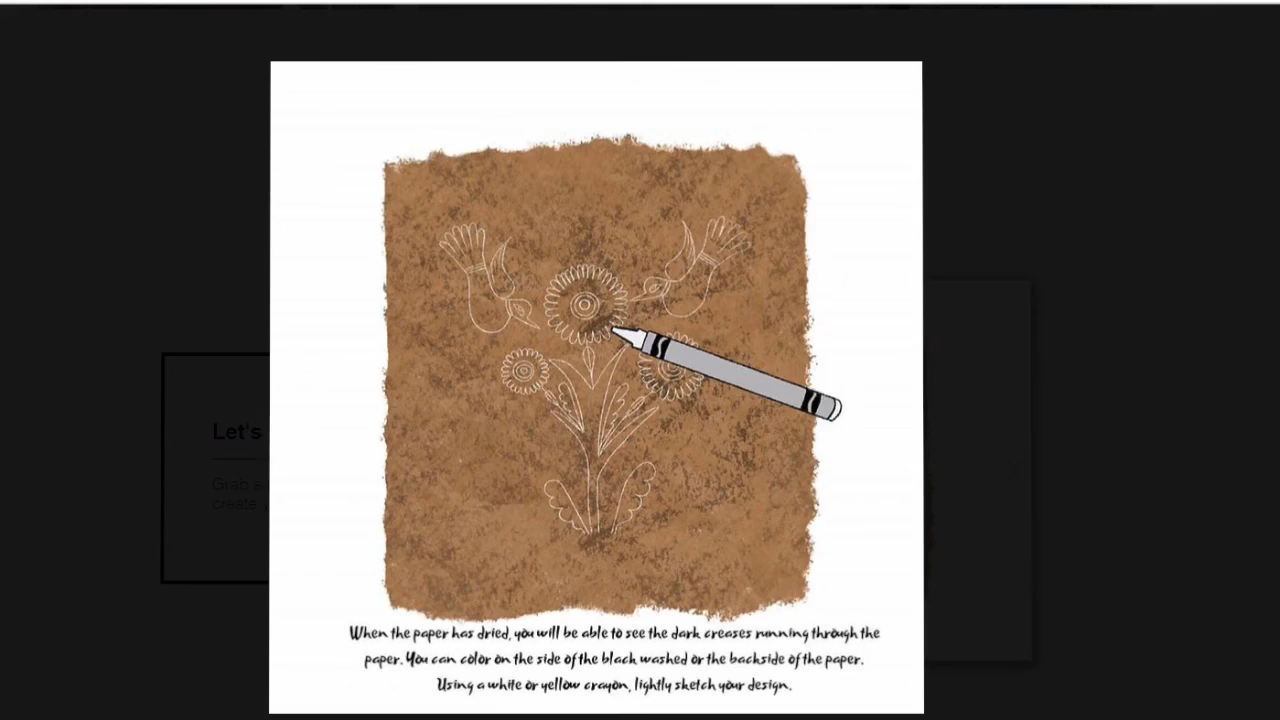 Let's
Grab a
create
When the paper has dried, you will be able to see the dark creases running through the
paper. You can color on the side of the black washed or the backside of the paper.
Using a white or yellow crayon, lightly sketch your design.